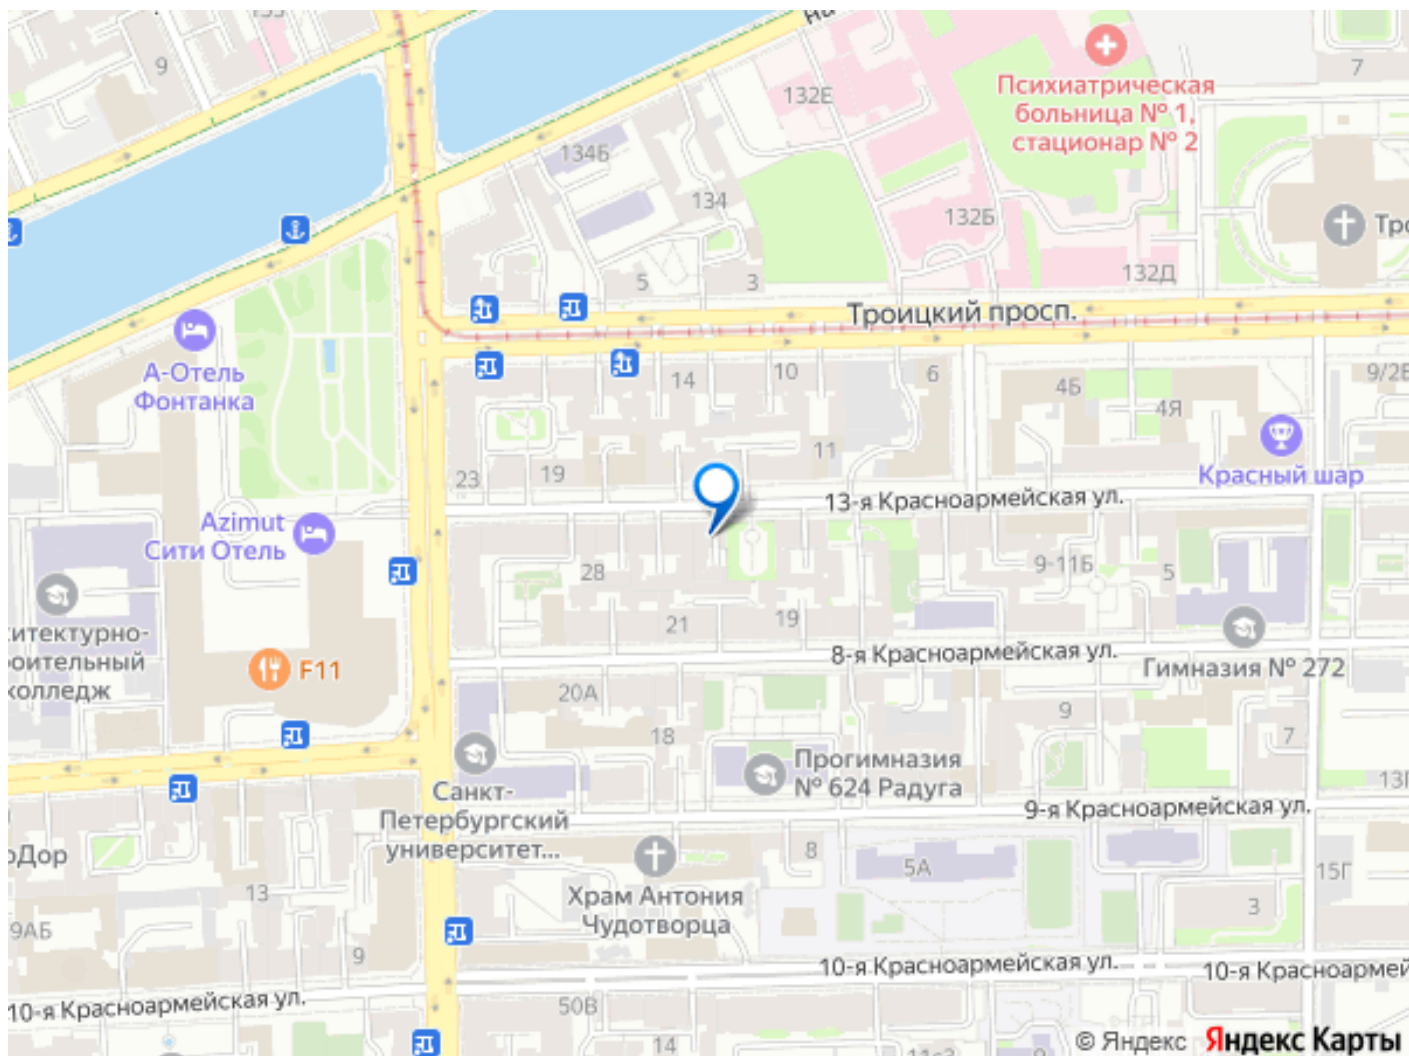 9
132Е
Психиатрическая
больница № 1,
стационар № 2
7
134Б
134
132Б
132Д
5
3
Троицкий просп.
А-Отель
Фонтанка
14
10
6
4Б
4Я
9/2Б
11
Красный шар
23
19
13-я Красноармейская ул.
Azimut
Сити Отель
28
9-11Б
5
21
19
8-я Красноармейская ул.
Гимназия № 272
F11
колледж
20А
18
9
7
Прогимназия
№ 624 Радуга
Санкт-
Петербургский
университет...
9-я Красноармейская ул.
8
5А
15Г
Храм Антония
Чудотворца
13
3
9АБ
9
10-я Красноармейская ул.
10-я Красноармей
10-я Красноармейская ул.
50В
14
© Яндекс Яндекс Карты